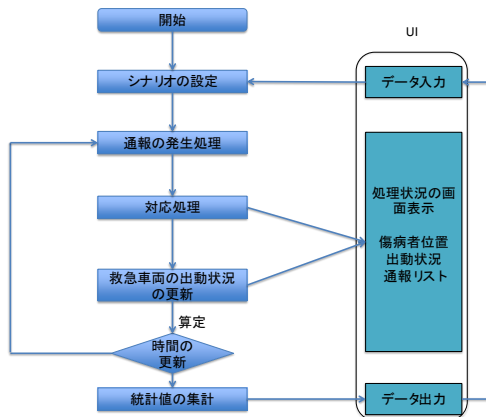 開始
UI
シナリオの設定
データ入力
通報の発生処理
対応処理
処理状況の画
面表示
傷病者位置
出動状況
通報リスト
救急車両の出動状況
の更新
算定
時間の
更新
統計値の集計
データ出力